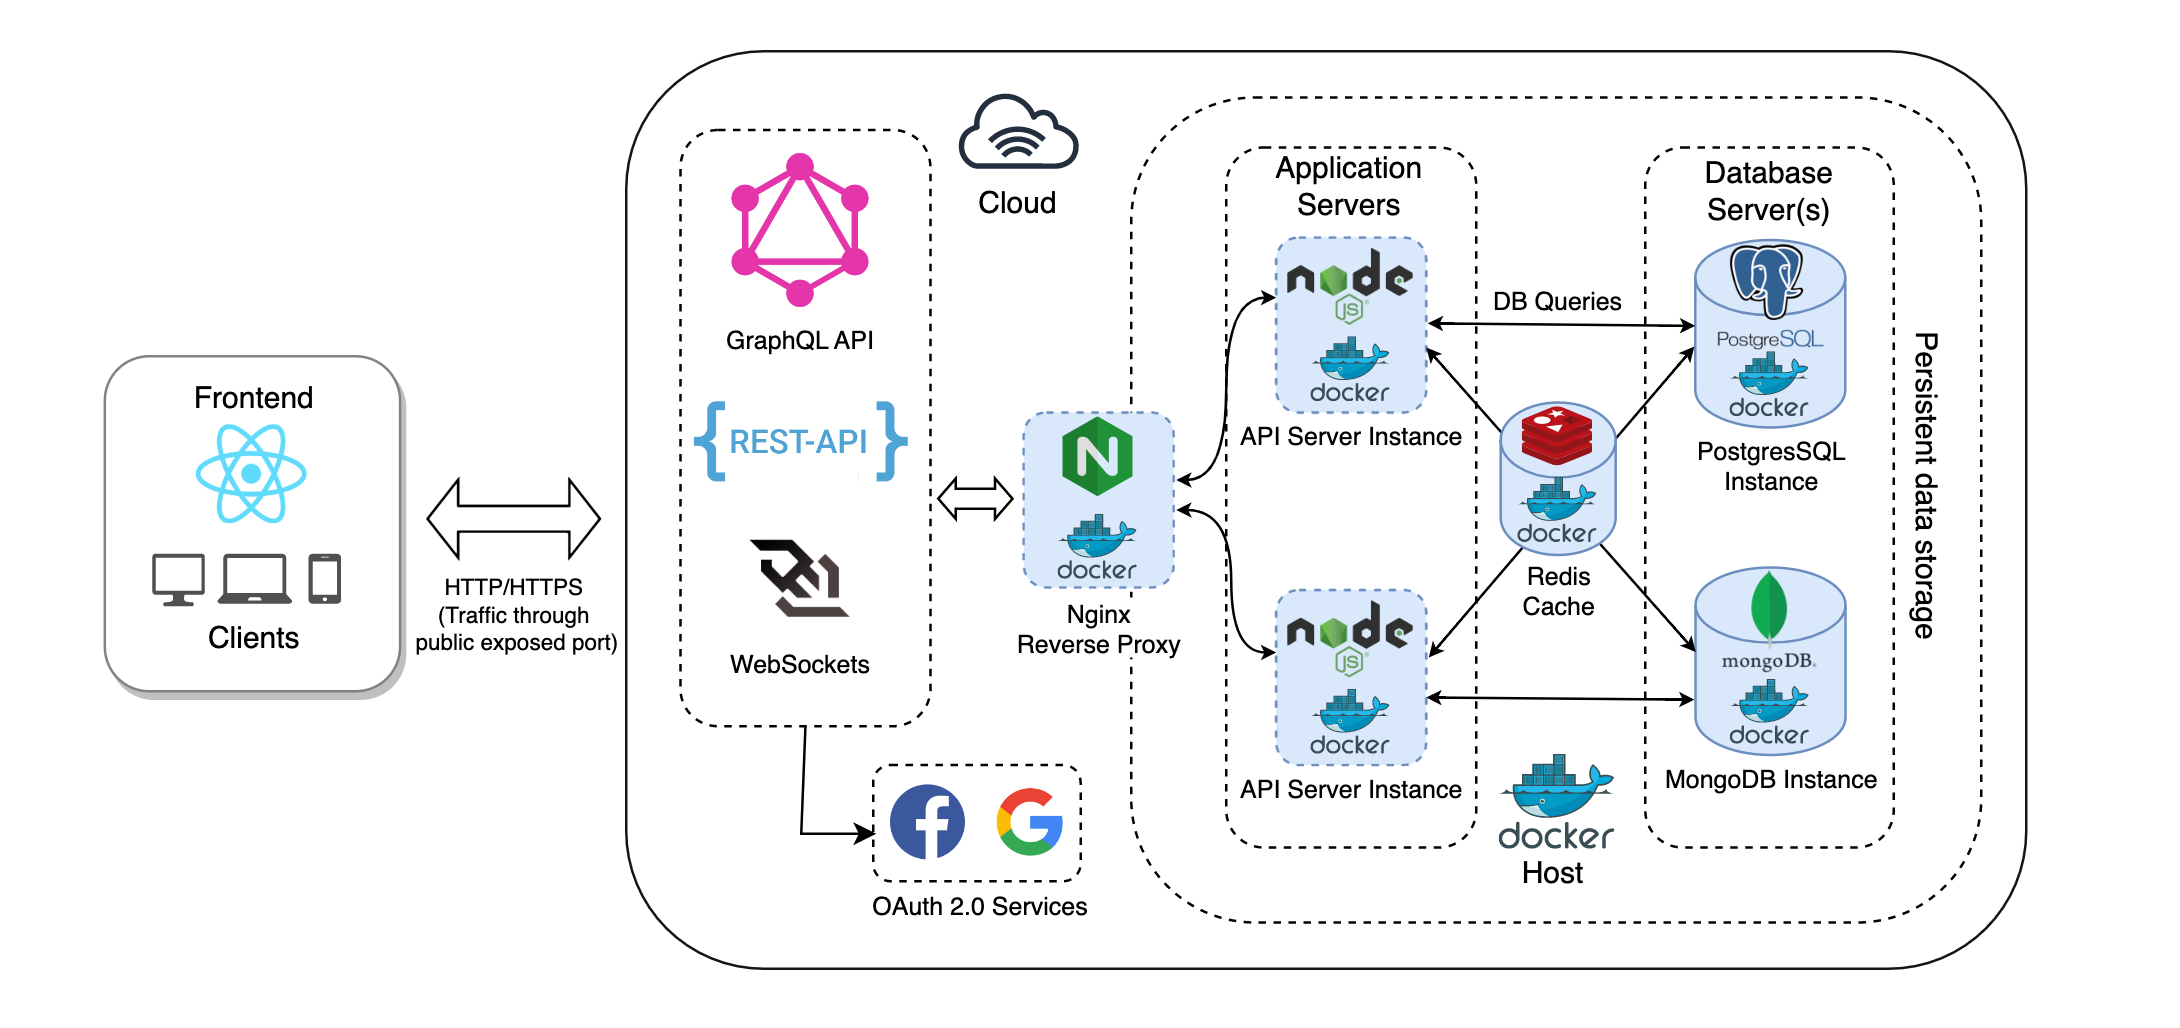 Frontend
Clients
HTTP/HTTPS
(Traffic through
public exposed port)
Cloud
GraphQL API
{REST-API}
WebSockets
OAuth 2.0 Services
N
docker
Nginx
Reverse Proxy
Application
Servers
node
JS
docker
API Server Instance
node
JS
docker
API Server Instance
DB Queries
docker
Redis
Cache
docker
Host
Database
Server(s)
PostgreSQL
docker
PostgresSQL
Instance
mongoDB
docker
MongoDB Instance
Persistent data storage